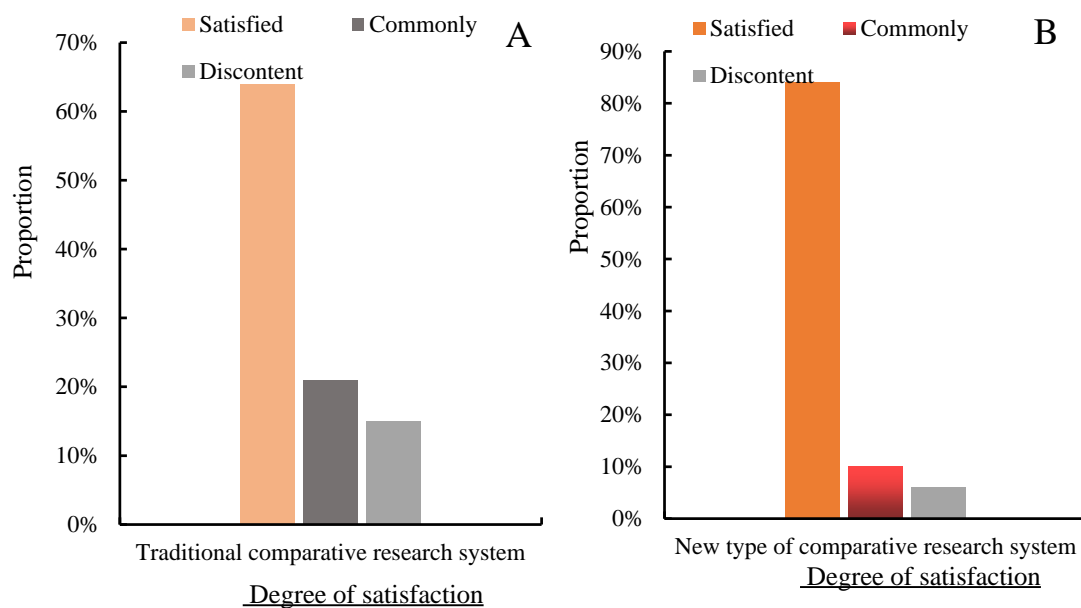 Satisfied Commonly A
Discontent
70%
60%
50%
40%
30%
20%
10%
0%
Proportion
Traditional comparative research system
Degree of satisfaction
Satisfied Commonly B
Discontent
90%
80%
70%
60%
50%
40%
30%
20%
10%
0%
Proportion
New type of comparative research system
Degree of satisfaction